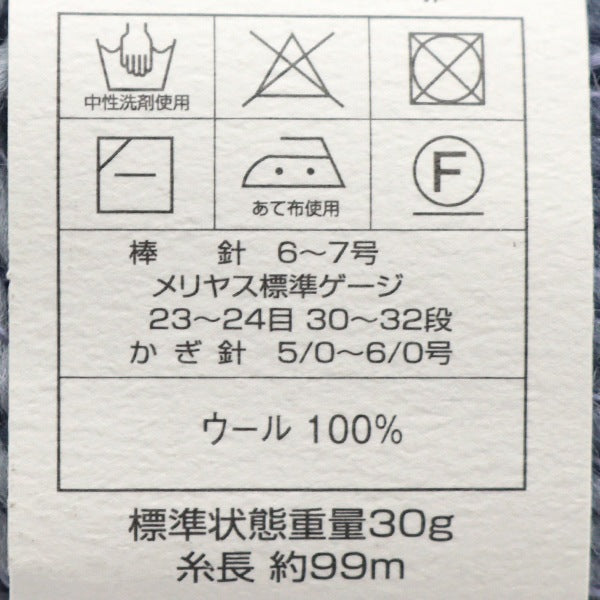 中性洗剤使用
あて布使用
F
棒 針 6〜7号
メリヤス標準ゲージ
23〜24目 30〜32段
かぎ針 5/0〜6/0号
ウール 100%
標準状態重量30g
糸長 約99m